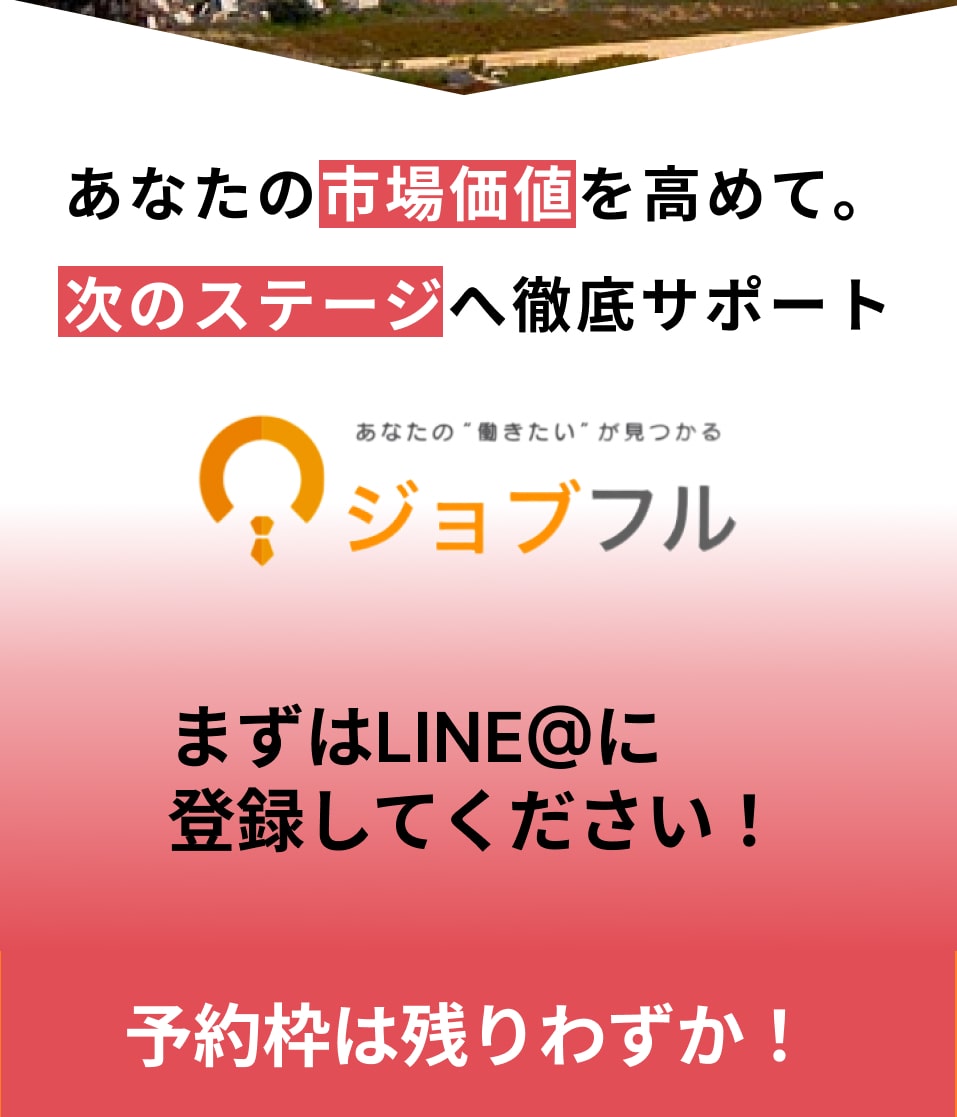 あなたの市場価値を高めて。
次のステージへ徹底サポート
あなたの“働きたい”が見つかる
ジョブフル
まずはLINE@に
登録してください！
予約枠は残りわずか！